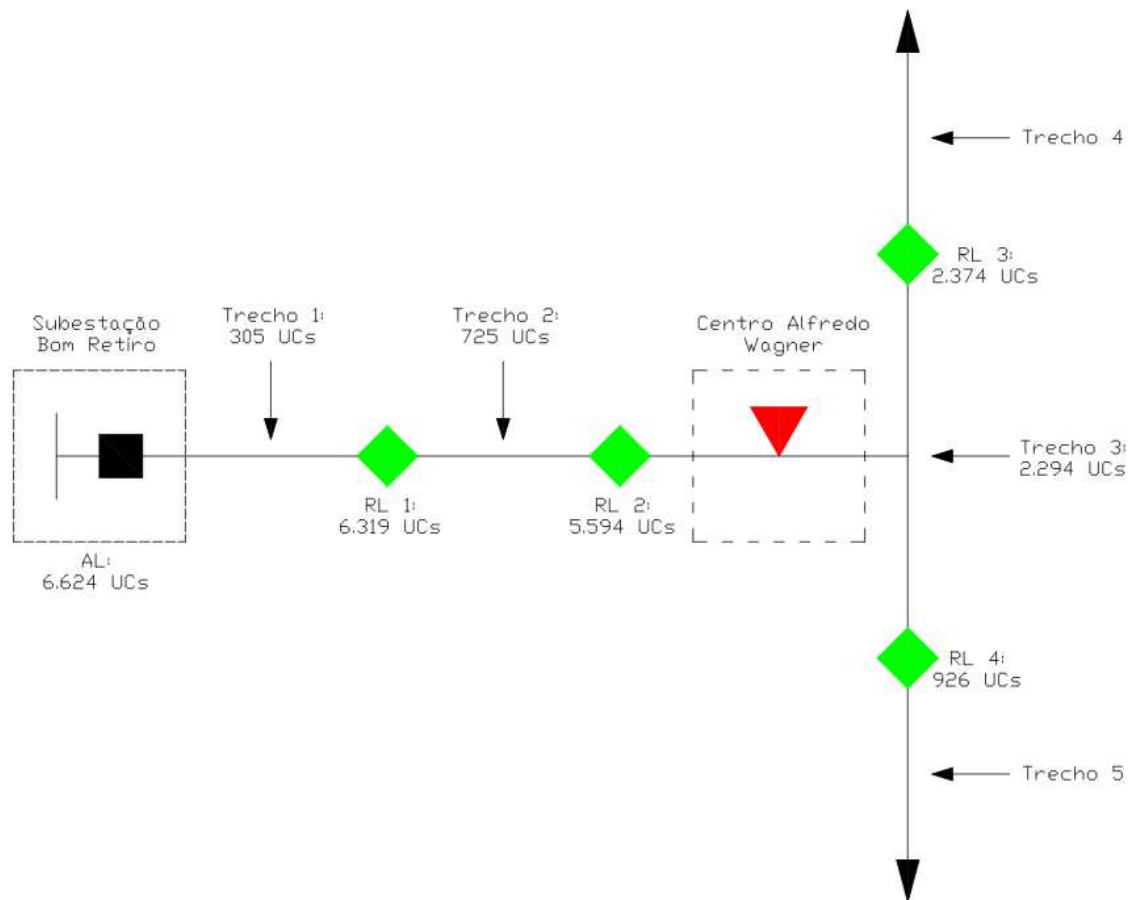 Trecho 4
RL 3:
2.374 UCs
Subestação
Bom Retiro
Trecho 1:
305 UCs
Trecho 2:
725 UCs
Centro Alfredo
Wagner
Trecho 3:
2.294 UCs
RL 1:
6.319 UCs
RL 2:
5.594 UCs
AL:
6.624 UCs
RL 4:
926 UCs
Trecho 5